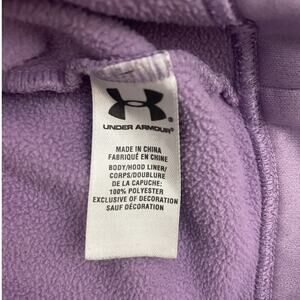 UNDER ARMOUR®
MADE IN CHINA
FABRIQUÉ EN CHINE
BODY/HOOD LINER/
CORPS/DOUBLURE
DE LA CAPUCHE:
100% POLYESTER
EXCLUSIVE OF DECORATION
SAUF DÉCORATION